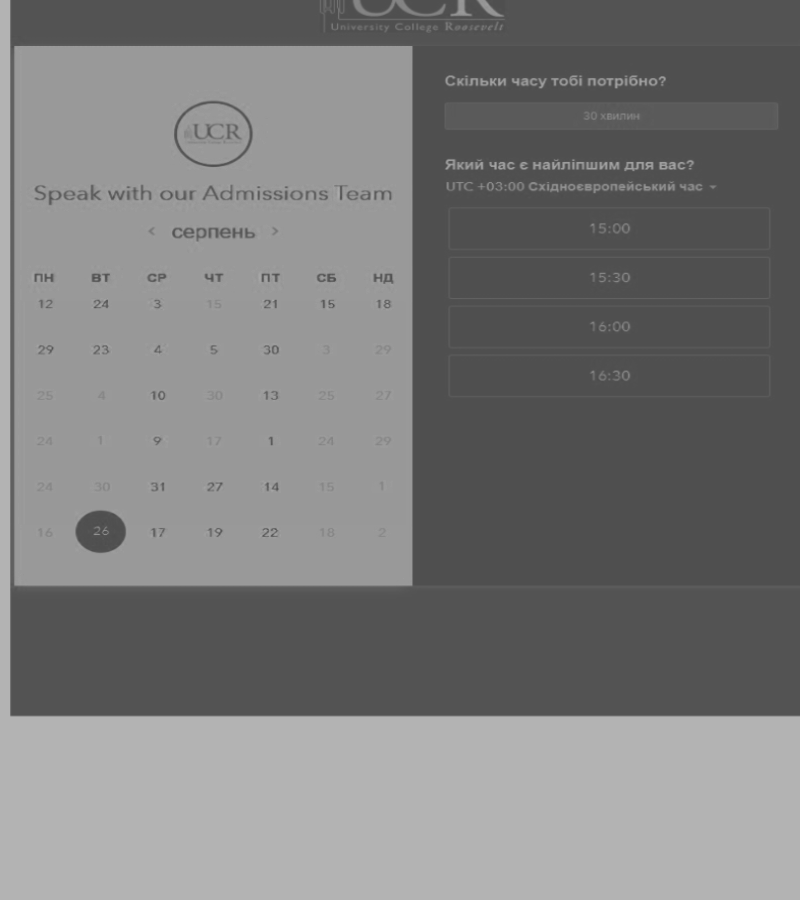 UCR
University College Roosevelt
UCR
Speak with our Admissions Team
< серпень >
ПН ВТ СР ЧТ ПТ СБ НД
12 24 3 15 21 15 18
29 23 4 5 30 3 29
25 4 10 30 13 25 27
24 1 9 17 1 24 29
24 30 31 27 14 15 1
16 26 17 19 22 18 2
Скільки часу тобі потрібно?
30 хвилин
Який час є найліпшим для вас?
UTC +03:00 Східноєвропейський час
15:00
15:30
16:00
16:30